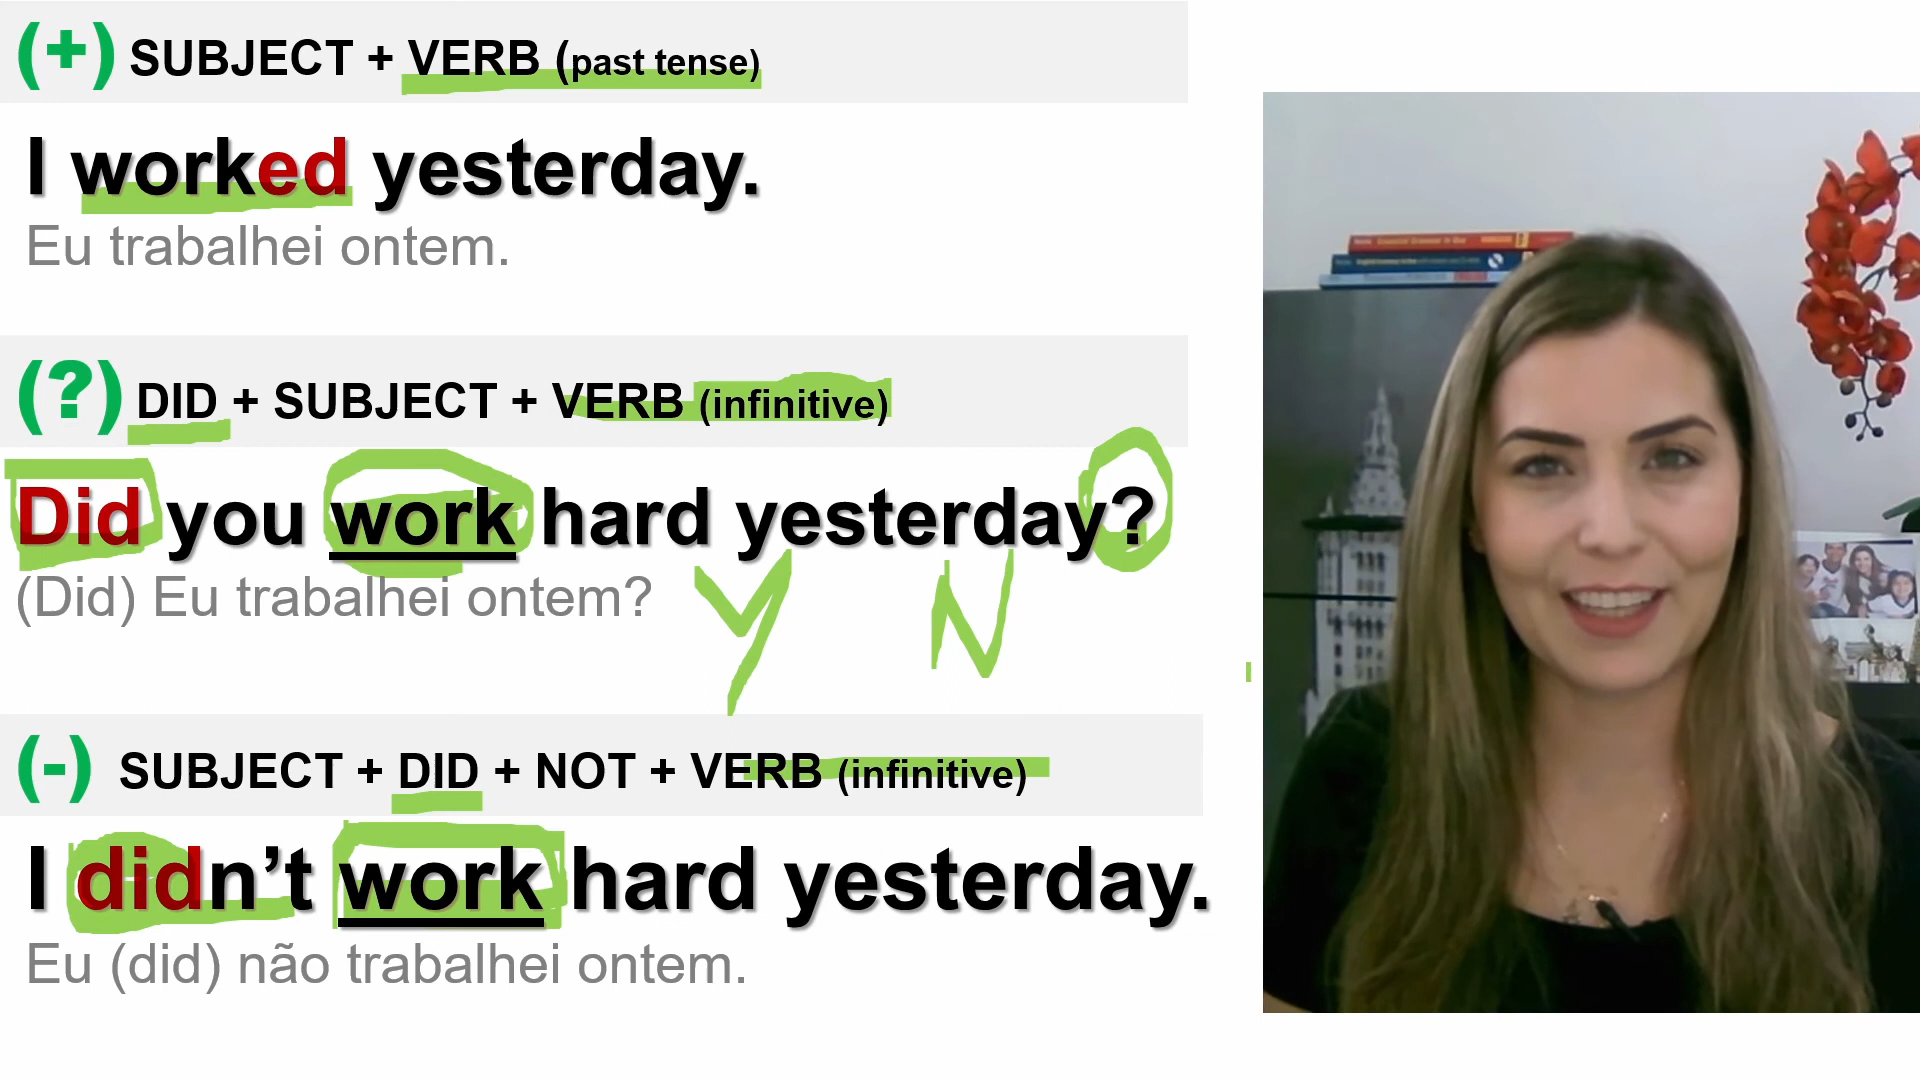 (+) SUBJECT + VERB (past tense)
I worked yesterday.
Eu trabalhei ontem.
(?) DID + SUBJECT + VERB (infinitive)
Did you work hard yesterday?
(Did) Eu trabalhei ontem?
Y N
(-) SUBJECT + DID + NOT + VERB (infinitive)
I didn’t work hard yesterday.
Eu (did) não trabalhei ontem.